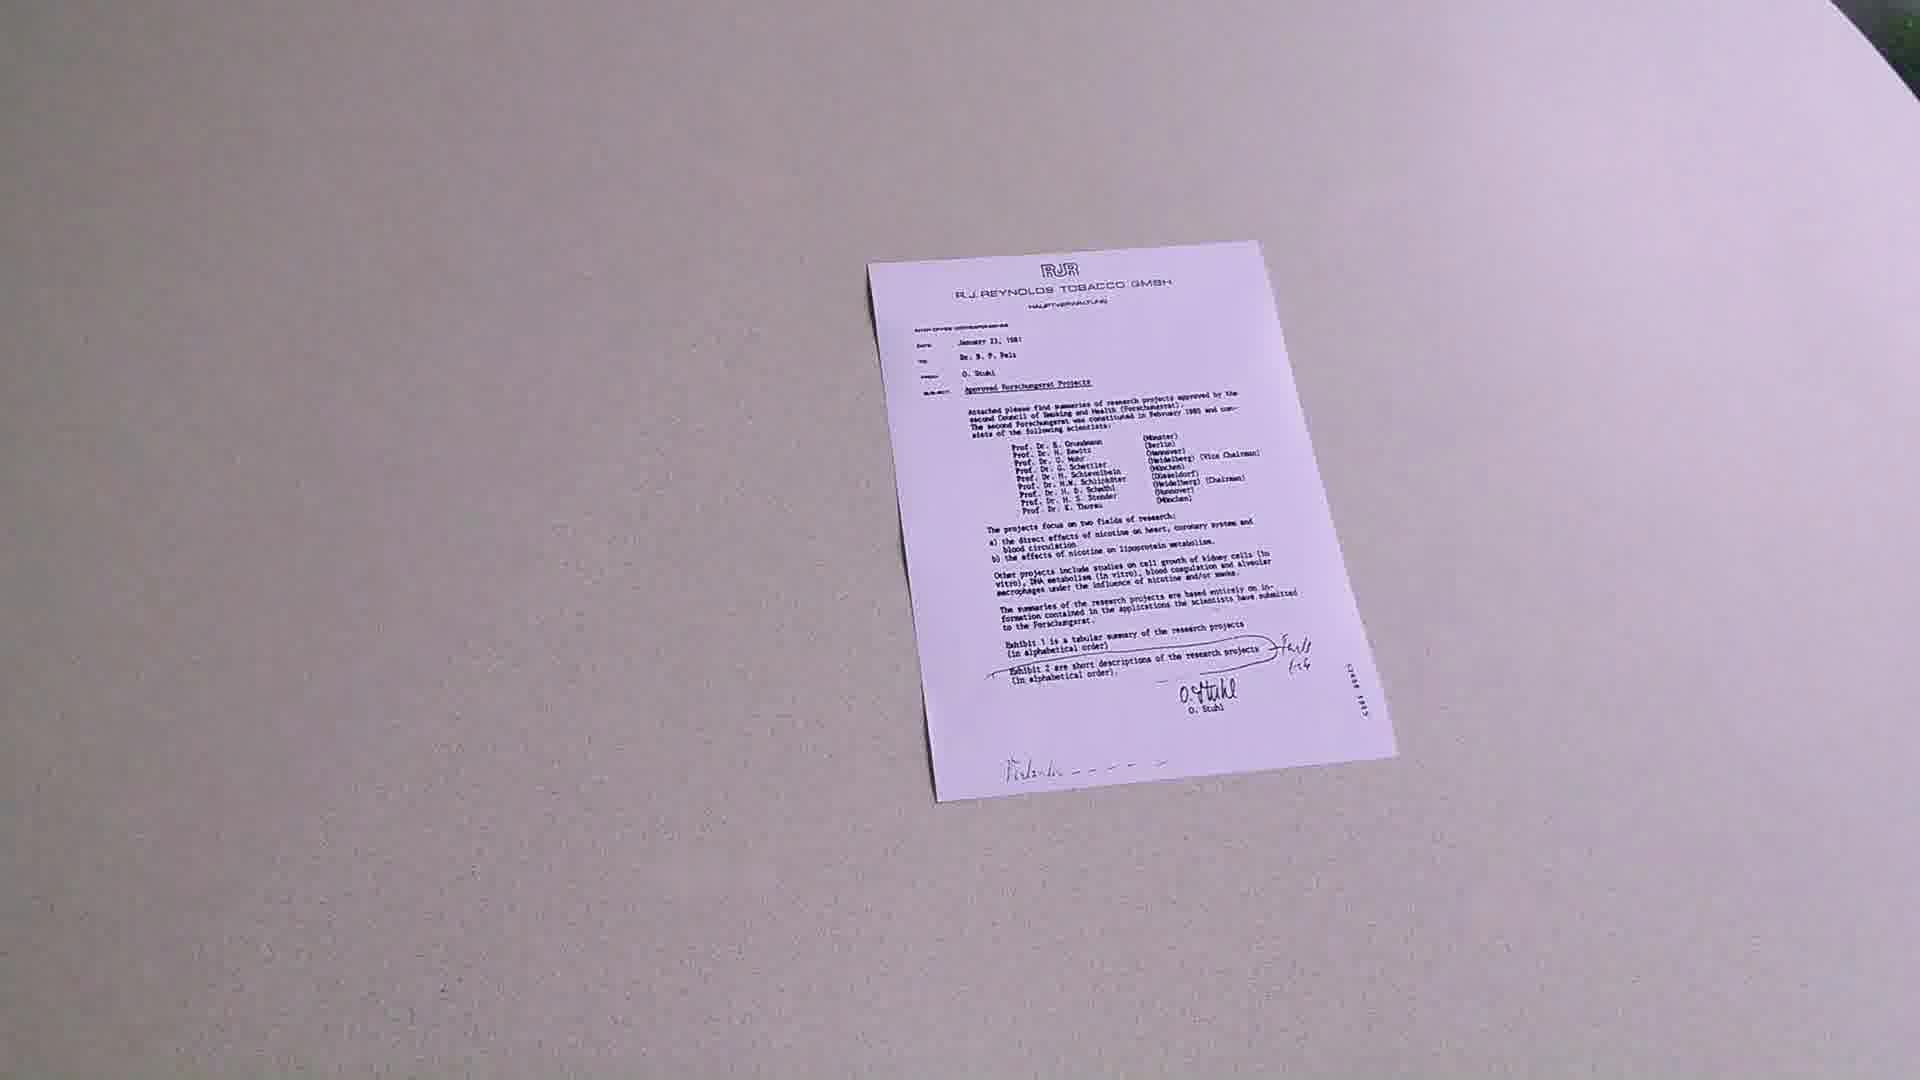 RJR
R.J. REYNOLDS TOBACCO GMBH
HAUPTVERWALTUNG
INTER-OFFICE CORRESPONDENCE
DATE January 23, 1981
TO Dr. B. P. Pelz
FROM O. Stuhl
SUBJECT Approved Forschungsrat Projects
Attached please find summaries of research projects approved by the
second Council of Smoking and Health (Forschungsrat).
The second Forschungsrat was constituted in February 1980 and con-
sists of the following scientists:
Prof. Dr. E. Grundmann (Münster)
Prof. Dr. H. Kewitz (Berlin)
Prof. Dr. U. Mohr (Hannover)
Prof. Dr. G. Schettler (Heidelberg) (Vice Chairman)
Prof. Dr. H. Schievelbein (München)
Prof. Dr. H.W. Schlipköter (Düsseldorf)
Prof. Dr. H. D. Schmähl (Heidelberg) (Chairman)
Prof. Dr. H. S. Stender (Hannover)
Prof. Dr. K. Thurau (München)
The projects focus on two fields of research:
a) the direct effects of nicotine on heart, coronary system and
blood circulation
b) the effects of nicotine on lipoprotein metabolism.
Other projects include studies on cell growth of kidney cells (in
vitro), DNA metabolism (in vitro), blood coagulation and alveolar
macrophages under the influence of nicotine and/or smoke.
The summaries of the research projects are based entirely on in-
formation contained in the applications the scientists have submitted
to the Forschungsrat.
Exhibit 1 is a tabular summary of the research projects
(in alphabetical order)
Exhibit 2 are short descriptions of the research projects
(in alphabetical order).
O. Stuhl
O. Stuhl